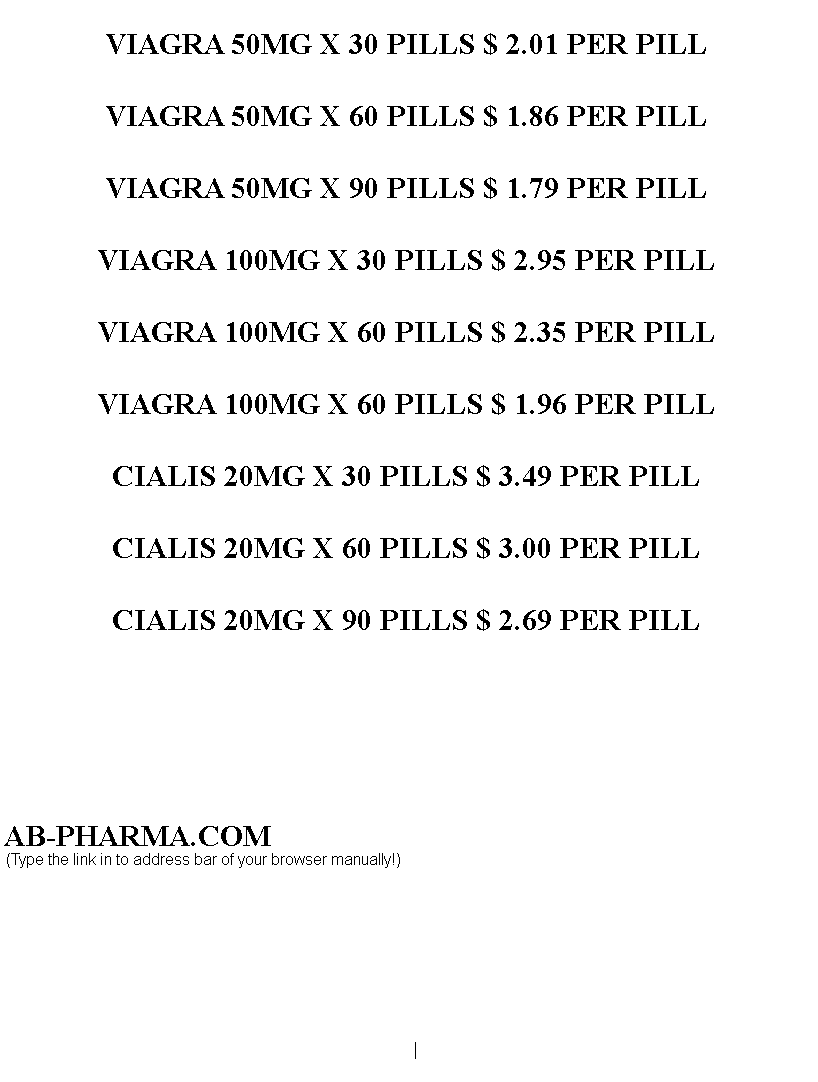 VIAGRA 50MG X 30 PILLS $ 2.01 PER PILL
VIAGRA 50MG X 60 PILLS $ 1.86 PER PILL
VIAGRA 50MG X 90 PILLS $ 1.79 PER PILL
VIAGRA 100MG X 30 PILLS $ 2.95 PER PILL
VIAGRA 100MG X 60 PILLS $ 2.35 PER PILL
VIAGRA 100MG X 60 PILLS $ 1.96 PER PILL
CIALIS 20MG X 30 PILLS $ 3.49 PER PILL
CIALIS 20MG X 60 PILLS $ 3.00 PER PILL
CIALIS 20MG X 90 PILLS $ 2.69 PER PILL
AB-PHARMA.COM
(Type the link in to address bar of your browser manually!)
|